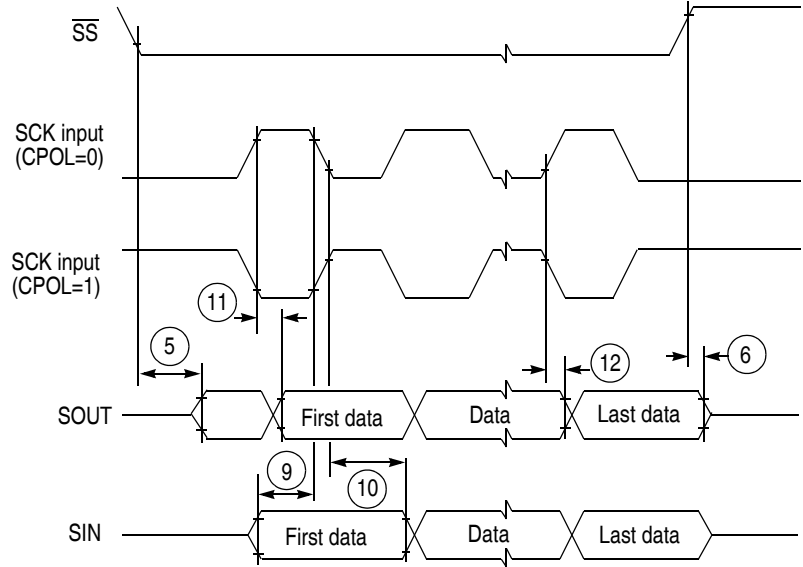 SS
SCK input
(CPOL=0)
SCK input
(CPOL=1)
11
5
12
6
SOUT
First data
Data
Last data
9
10
SIN
First data
Data
Last data